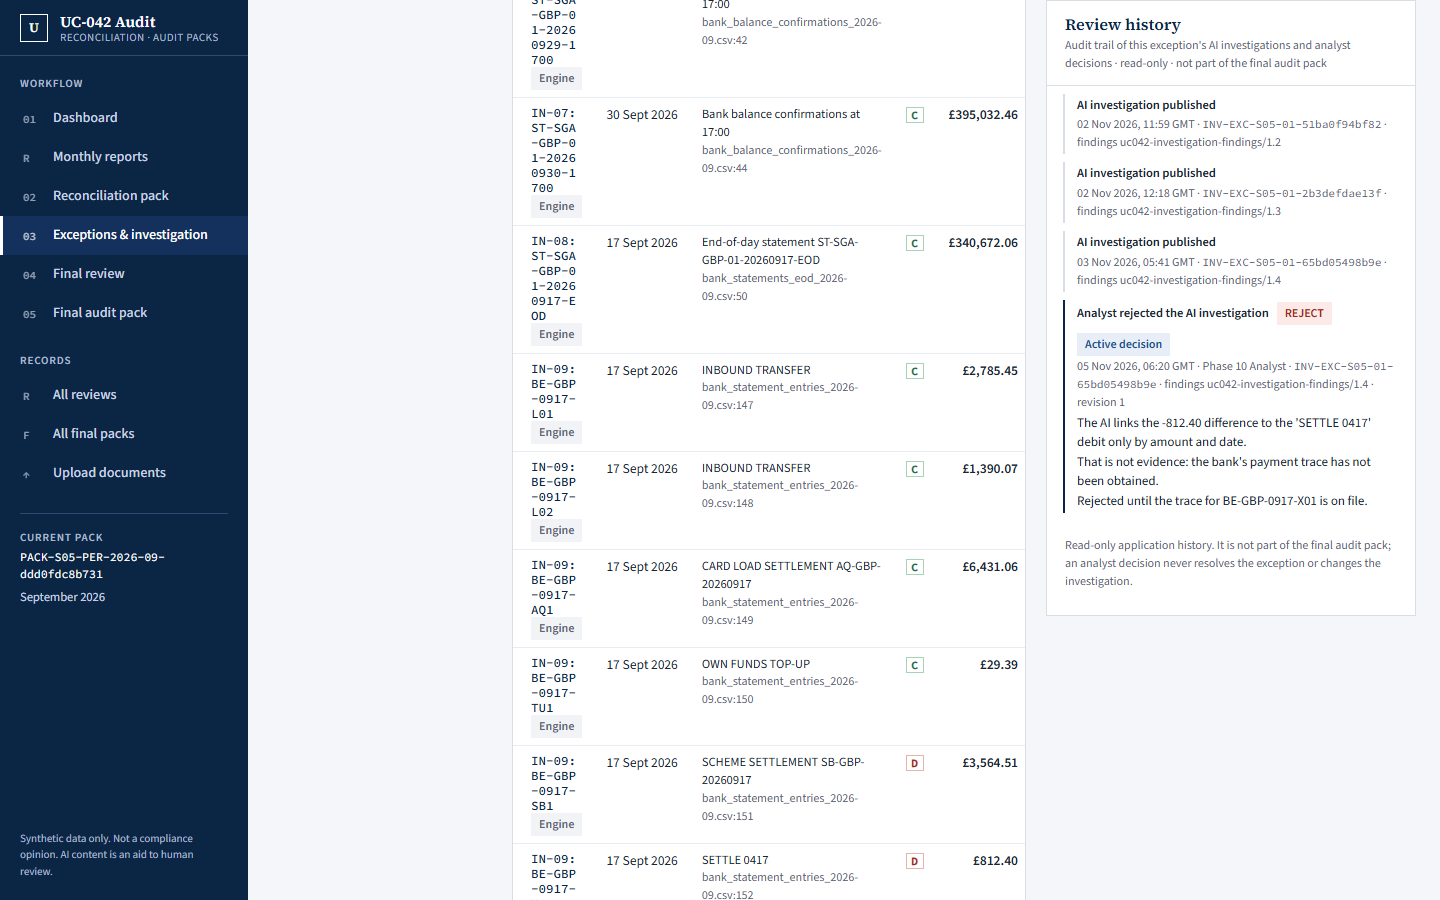 U
UC-042 Audit
RECONCILIATION · AUDIT PACKS
WORKFLOW
01 Dashboard
R Monthly reports
02 Reconciliation pack
03 Exceptions & investigation
04 Final review
05 Final audit pack
RECORDS
R All reviews
F All final packs
↑ Upload documents
CURRENT PACK
PACK-S05-PER-2026-09-
ddd0fdc8b731
September 2026
Synthetic data only. Not a compliance
opinion. AI content is an aid to human
review.
ST-SGA
-GBP-0
1-2026
0929-1
700
Engine
17:00
bank_balance_confirmations_2026-
09.csv:42
IN-07:
ST-SGA
-GBP-0
1-2026
0930-1
700
Engine
30 Sept 2026
Bank balance confirmations at
17:00
bank_balance_confirmations_2026-
09.csv:44
C
£395,032.46
IN-08:
ST-SGA
-GBP-0
1-2026
0917-E
OD
Engine
17 Sept 2026
End-of-day statement ST-SGA-
GBP-01-20260917-EOD
bank_statements_eod_2026-
09.csv:50
C
£340,672.06
IN-09:
BE-GBP
-0917-
L01
Engine
17 Sept 2026
INBOUND TRANSFER
bank_statement_entries_2026-
09.csv:147
C
£2,785.45
IN-09:
BE-GBP
-0917-
L02
Engine
17 Sept 2026
INBOUND TRANSFER
bank_statement_entries_2026-
09.csv:148
C
£1,390.07
IN-09:
BE-GBP
-0917-
AQ1
Engine
17 Sept 2026
CARD LOAD SETTLEMENT AQ-GBP-
20260917
bank_statement_entries_2026-
09.csv:149
C
£6,431.06
IN-09:
BE-GBP
-0917-
TU1
Engine
17 Sept 2026
OWN FUNDS TOP-UP
bank_statement_entries_2026-
09.csv:150
C
£29.39
IN-09:
BE-GBP
-0917-
SB1
Engine
17 Sept 2026
SCHEME SETTLEMENT SB-GBP-
20260917
bank_statement_entries_2026-
09.csv:151
D
£3,564.51
IN-09:
BE-GBP
-0917-
17 Sept 2026
SETTLE 0417
bank_statement_entries_2026-
09.csv:152
D
£812.40
Review history
Audit trail of this exception's AI investigations and analyst
decisions · read-only · not part of the final audit pack
AI investigation published
02 Nov 2026, 11:59 GMT · INV-EXC-S05-01-51ba0f94bf82 ·
findings uc042-investigation-findings/1.2
AI investigation published
02 Nov 2026, 12:18 GMT · INV-EXC-S05-01-2b3defdae13f ·
findings uc042-investigation-findings/1.3
AI investigation published
03 Nov 2026, 05:41 GMT · INV-EXC-S05-01-65bd05498b9e ·
findings uc042-investigation-findings/1.4
Analyst rejected the AI investigation REJECT
Active decision
05 Nov 2026, 06:20 GMT · Phase 10 Analyst · INV-EXC-S05-01-
65bd05498b9e · findings uc042-investigation-findings/1.4 ·
revision 1
The AI links the -812.40 difference to the 'SETTLE 0417'
debit only by amount and date.
That is not evidence: the bank's payment trace has not
been obtained.
Rejected until the trace for BE-GBP-0917-X01 is on file.
Read-only application history. It is not part of the final audit pack;
an analyst decision never resolves the exception or changes the
investigation.